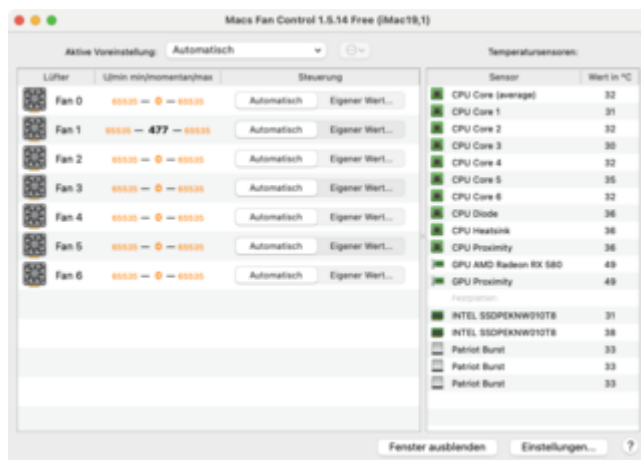 Macs Fan Control 1.5.14 Free (iMac19,1)
Aktive Voreinstellung: Automatisch
Temperatursensoren:
Lüfter U/min min/momentan/max Steuerung
Fan 0 65535 — 0 — 65535 Automatisch Eigener Wert...
Fan 1 65535 — 477 — 65535 Automatisch Eigener Wert...
Fan 2 65535 — 0 — 65535 Automatisch Eigener Wert...
Fan 3 65535 — 0 — 65535 Automatisch Eigener Wert...
Fan 4 65535 — 0 — 65535 Automatisch Eigener Wert...
Fan 5 65535 — 0 — 65535 Automatisch Eigener Wert...
Fan 6 65535 — 0 — 65535 Automatisch Eigener Wert...
Sensor Wert in °C
CPU Core (average) 32
CPU Core 1 31
CPU Core 2 32
CPU Core 3 30
CPU Core 4 32
CPU Core 5 35
CPU Core 6 32
CPU Diode 36
CPU Heatsink 36
CPU Proximity 36
GPU AMD Radeon RX 580 49
GPU Proximity 49
Festplatten:
INTEL SSDPEKNW010T8 31
INTEL SSDPEKNW010T8 38
Patriot Burst 33
Patriot Burst 33
Patriot Burst 33
Fenster ausblenden Einstellungen... ?